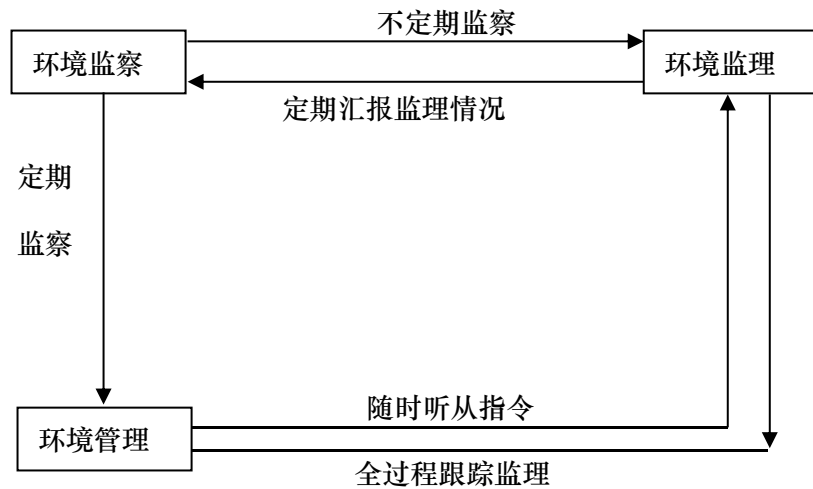 不定期监察
环境监察
环境监理
定期汇报监理情况
定期
监察
随时听从指令
环境管理
全过程跟踪监理